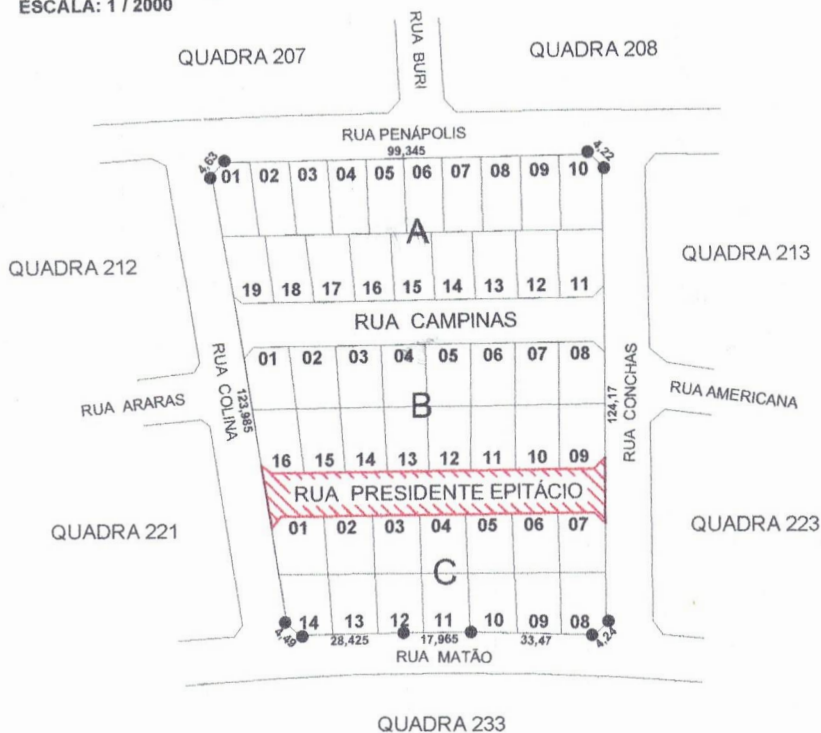 ESCALA: 1 / 2000
QUADRA 207
RUA BURI
QUADRA 208
RUA PENÁPOLIS
4,63
99,345
4,22
01 02 03 04 05 06 07 08 09 10
A
QUADRA 212
QUADRA 213
19 18 17 16 15 14 13 12 11
RUA CAMPINAS
01 02 03 04 05 06 07 08
RUA COLINA
123,985
124,17
RUA CONCHAS
RUA ARARAS
RUA AMERICANA
B
16 15 14 13 12 11 10 09
RUA PRESIDENTE EPITÁCIO
QUADRA 221
QUADRA 223
01 02 03 04 05 06 07
C
14 13 12 11 10 09 08
4,49
28,425
17,965
33,47
4,24
RUA MATÃO
QUADRA 233